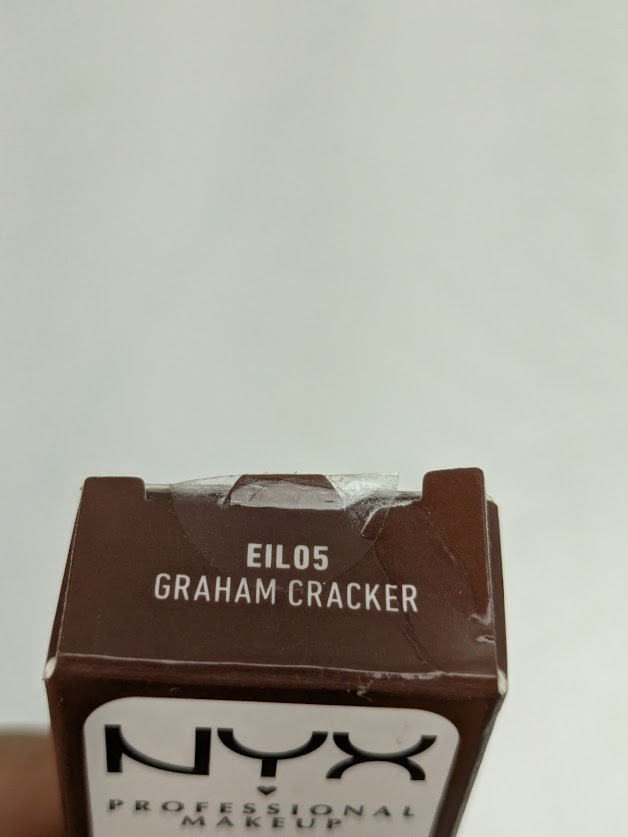 EIL05
GRAHAM CRACKER
NYX
PROFESSIONAL
MAKEUP